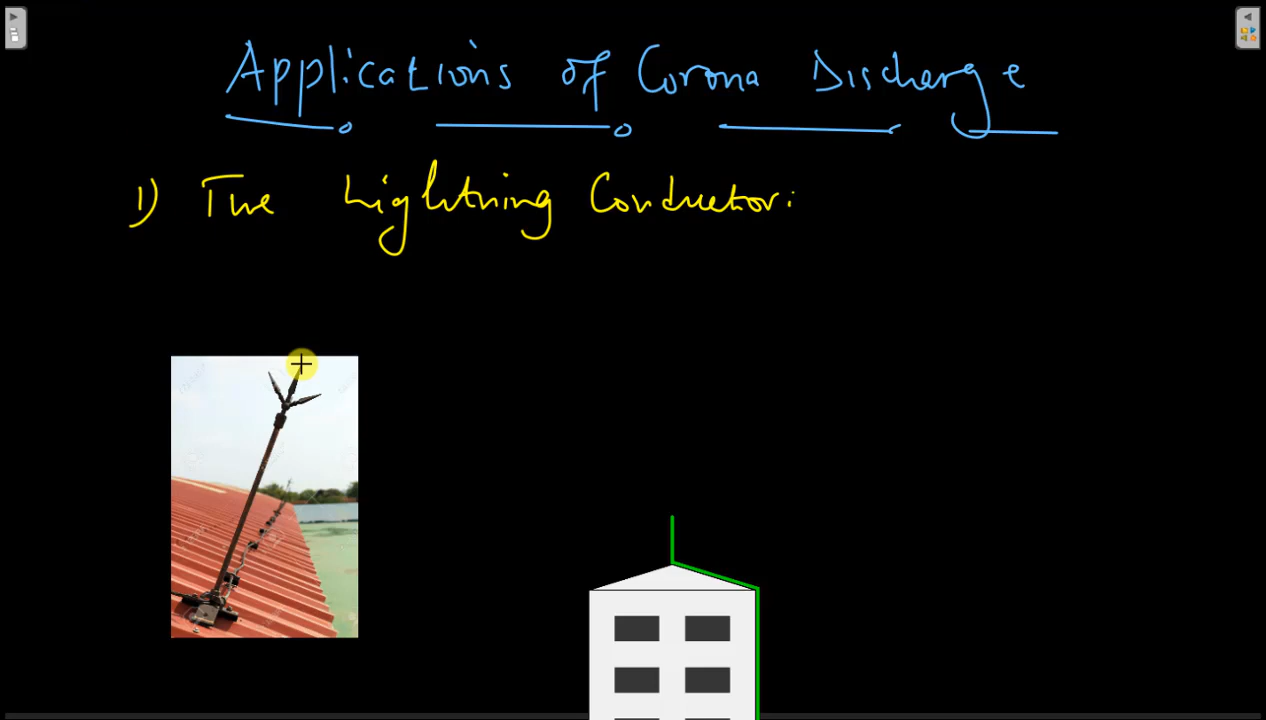 Applications of Corona Discharge
1) The Lightning Conductor: